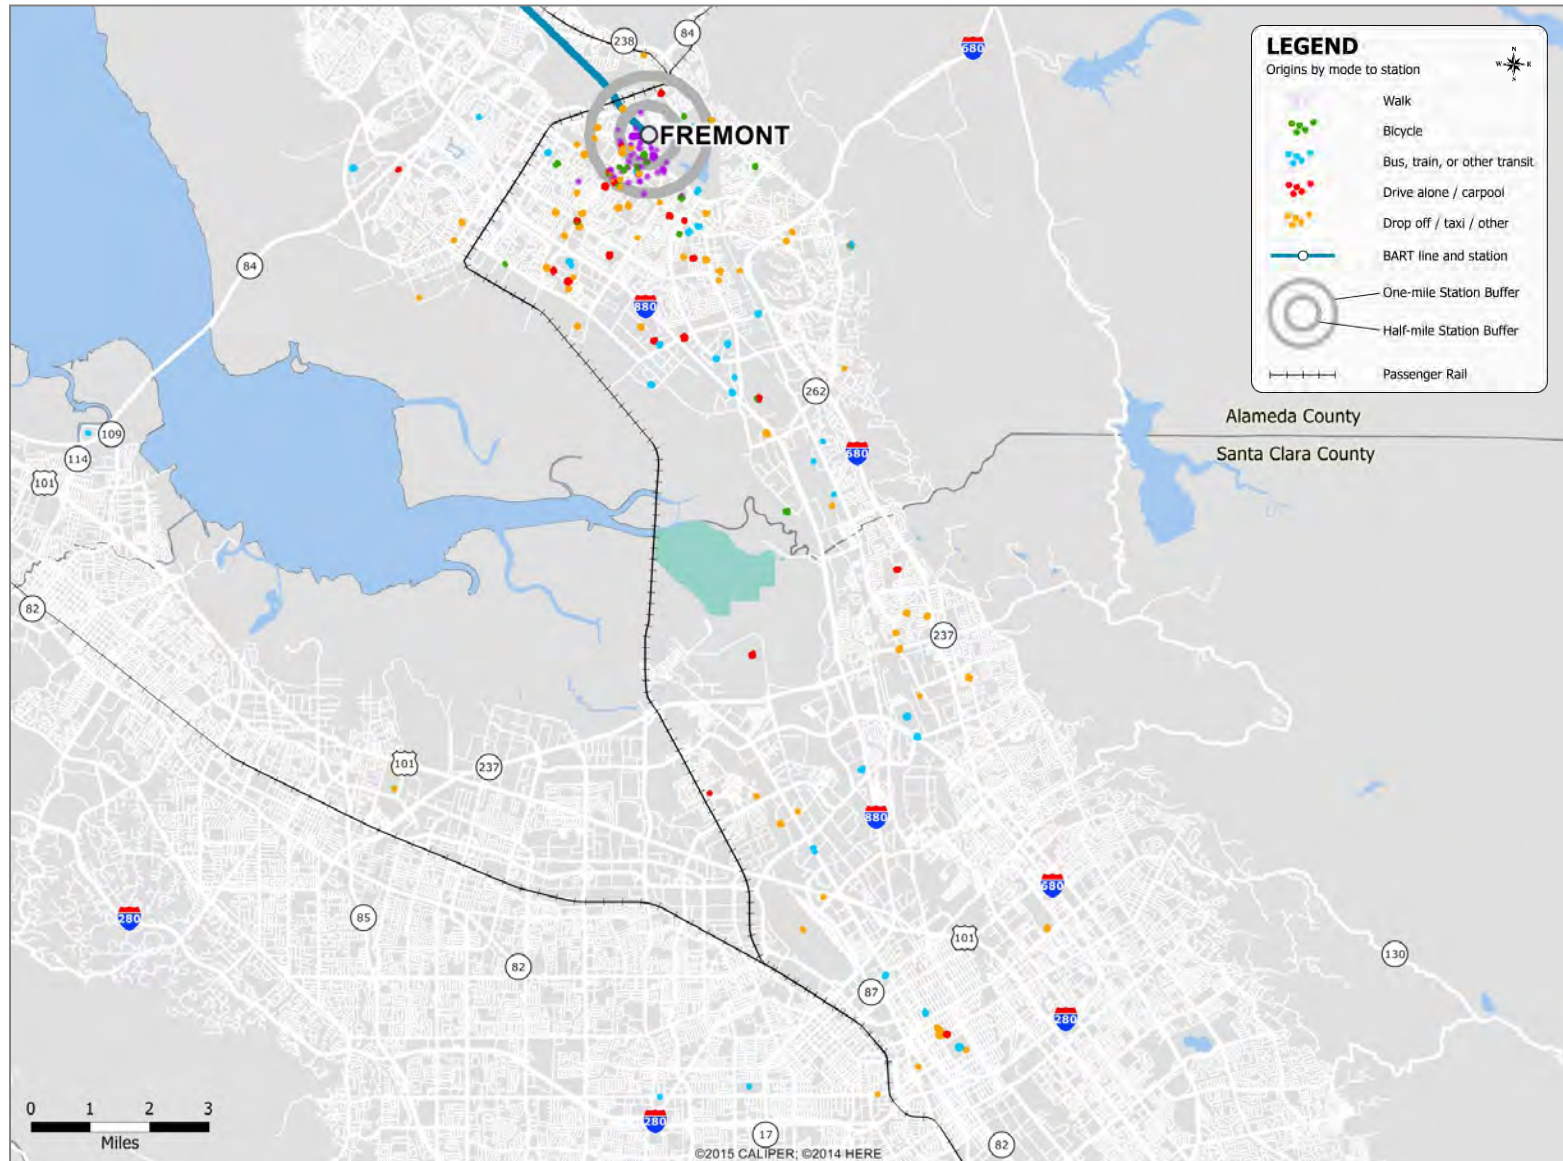 LEGEND
Origins by mode to station
N
W E
S
Walk
Bicycle
Bus, train, or other transit
Drive alone / carpool
Drop off / taxi / other
BART line and station
One-mile Station Buffer
Half-mile Station Buffer
Passenger Rail
238
84
680
FREMONT
84
880
262
Alameda County
109
680
Santa Clara County
114
101
82
237
101
237
880
680
280
85
101
82
130
87
280
0 1 2 3
Miles
280
17
82
©2015 CALIPER; ©2014 HERE